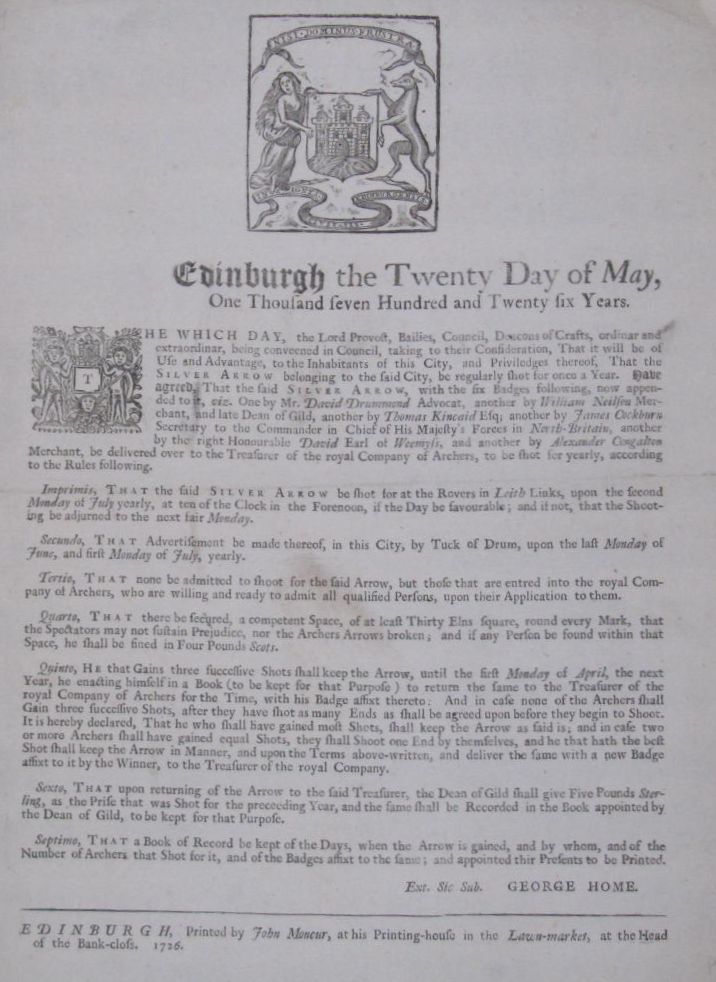 NISI·DOMINUS·FRUSTRA
Edinburgh the Twenty Day of May,
One Thouſand ſeven Hundred and Twenty ſix Years.
THE WHICH DAY, the Lord Provoſt, Bailies, Council, Deacons of Crafts, ordinar and
extraordinar, being conveened in Council, taking to their Conſideration, That it will be of
Uſe and Advantage, to the Inhabitants of this City, and Priviledges thereof, That the
SILVER ARROW belonging to the ſaid City, be regularly ſhot for once a Year. Have
agreed, That the ſaid SILVER ARROW, with the ſix Badges following, now appen-
ded to it, viz. One by Mr. David Drummond Advocat, another by William Neilſon Mer-
chant, and late Dean of Gild, another by Thomas Kincaid Eſq; another by James Cockburn
Secretary to the Commander in Chief of His Majeſty's Forces in North-Britain, another
by the right Honourable David Earl of Weemyſs, and another by Alexander Congalton
Merchant, be delivered over to the Treaſurer of the royal Company of Archers, to be ſhot for yearly, according
to the Rules following.
Imprimis, THAT the ſaid SILVER ARROW be ſhot for at the Rovers in Leith Links, upon the ſecond
Monday of July yearly, at ten of the Clock in the Forenoon, if the Day be favourable; and if not, that the Shoot-
ing be adjurned to the next fair Monday.
Secundo, THAT Advertiſement be made thereof, in this City, by Tuck of Drum, upon the laſt Monday of
June, and firſt Monday of July, yearly.
Tertio, THAT none be admitted to ſhoot for the ſaid Arrow, but thoſe that are entred into the royal Com-
pany of Archers, who are willing and ready to admit all qualified Perſons, upon their Application to them.
Quarto, THAT there be ſecured, a competent Space, of at leaſt Thirty Elns ſquare, round every Mark, that
the Spectators may not ſuſtain Prejudice, nor the Archers Arrows broken; and if any Perſon be found within that
Space, he ſhall be fined in Four Pounds Scots.
Quinto, HE that Gains three ſucceſſive Shots ſhall keep the Arrow, until the firſt Monday of April, the next
Year, he enacting himſelf in a Book (to be kept for that Purpoſe) to return the ſame to the Treaſurer of the
royal Company of Archers for the Time, with his Badge affixt thereto: And in caſe none of the Archers ſhall
Gain three ſucceſſive Shots, after they have ſhot as many Ends as ſhall be agreed upon before they begin to Shoot.
It is hereby declared, That he who ſhall have gained moſt Shots, ſhall keep the Arrow as ſaid is; and in caſe two
or more Archers ſhall have gained equal Shots, they ſhall Shoot one End by themſelves, and he that hath the beſt
Shot ſhall keep the Arrow in Manner, and upon the Terms above-written, and deliver the ſame with a new Badge
affixt to it by the Winner, to the Treaſurer of the royal Company.
Sexto, THAT upon returning of the Arrow to the ſaid Treaſurer, the Dean of Gild ſhall give Five Pounds Ster-
ling, as the Priſe that was Shot for the preceeding Year, and the ſame ſhall be Recorded in the Book appointed by
the Dean of Gild, to be kept for that Purpoſe.
Septimo, THAT a Book of Record be kept of the Days, when the Arrow is gained, and by whom, and of the
Number of Archers that Shot for it, and of the Badges affixt to the ſame; and appointed thir Preſents to be Printed.
Ext. Sic Sub. GEORGE HOME.
EDINBURGH, Printed by John Moncur, at his Printing-houſe in the Lawn-market, at the Head
of the Bank-cloſs. 1726.